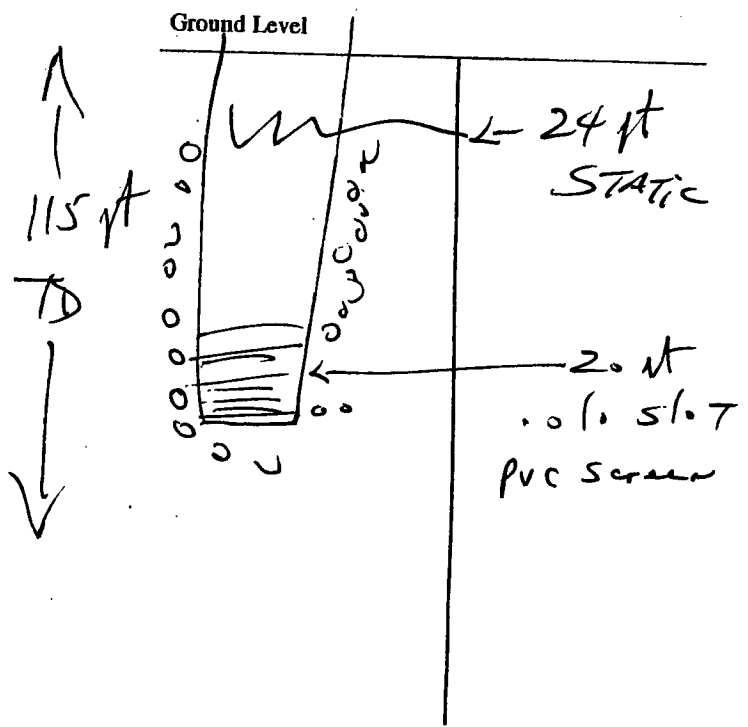 Ground Level
24 ft
STATIC
115 ft
TD
20 ft
.010 SLOT
PVC Screen